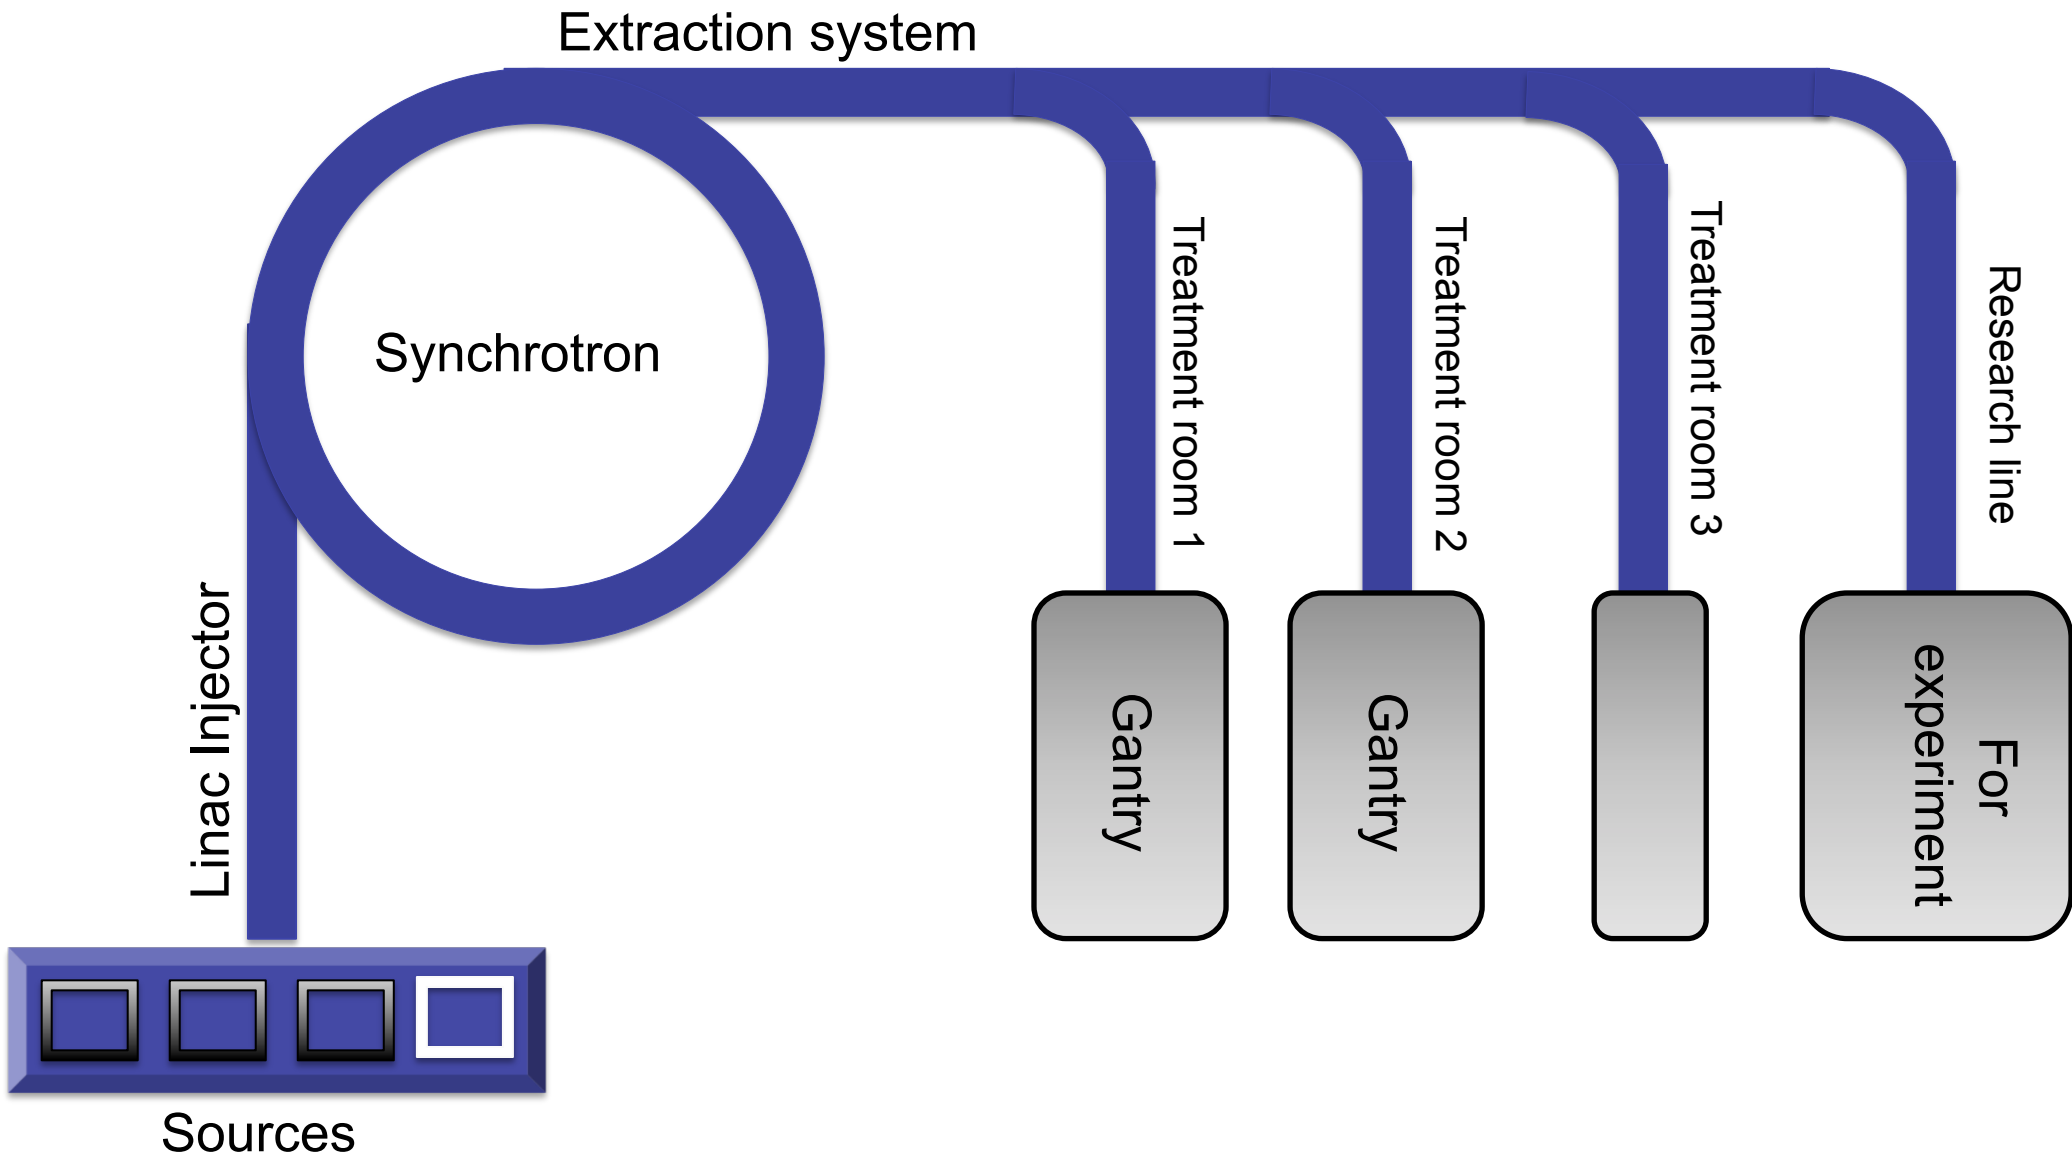 Extraction system
Synchrotron
Linac Injector
Sources
Treatment room 1
Treatment room 2
Treatment room 3
Research line
Gantry
Gantry
For
experiment